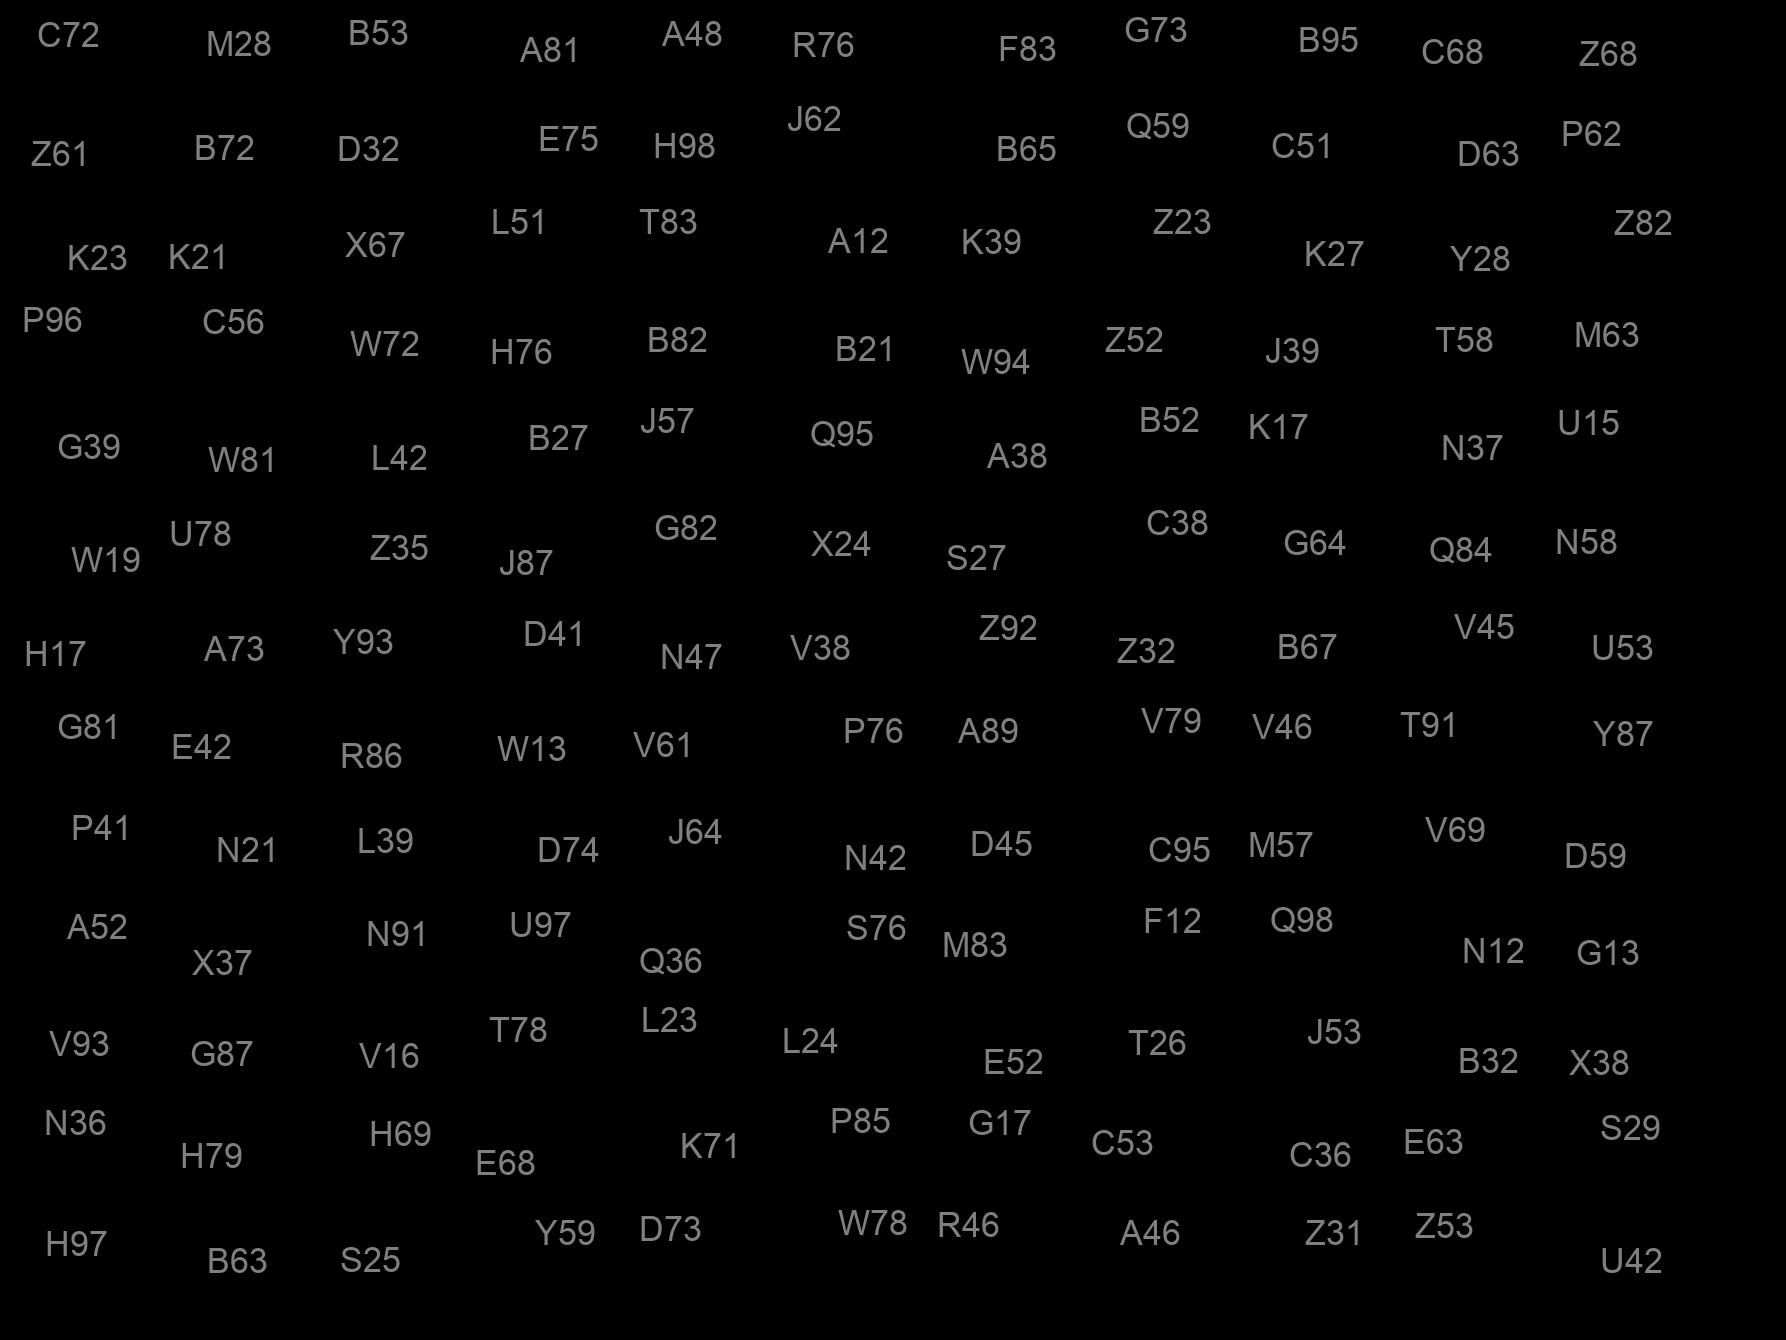 C72 M28 B53 A81 A48 R76 F83 G73 B95 C68 Z68
Z61 B72 D32 E75 H98 J62 B65 Q59 C51 D63 P62
K23 K21 X67 L51 T83 A12 K39 Z23 K27 Y28 Z82
P96 C56 W72 H76 B82 B21 W94 Z52 J39 T58 M63
G39 W81 L42 B27 J57 Q95 A38 B52 K17 N37 U15
W19 U78 Z35 J87 G82 X24 S27 C38 G64 Q84 N58
H17 A73 Y93 D41 N47 V38 Z92 Z32 B67 V45 U53
G81 E42 R86 W13 V61 P76 A89 V79 V46 T91 Y87
P41 N21 L39 D74 J64 N42 D45 C95 M57 V69 D59
A52 X37 N91 U97 Q36 S76 M83 F12 Q98 N12 G13
V93 G87 V16 T78 L23 L24 E52 T26 J53 B32 X38
N36 H79 H69 E68 K71 P85 G17 C53 C36 E63 S29
H97 B63 S25 Y59 D73 W78 R46 A46 Z31 Z53 U42